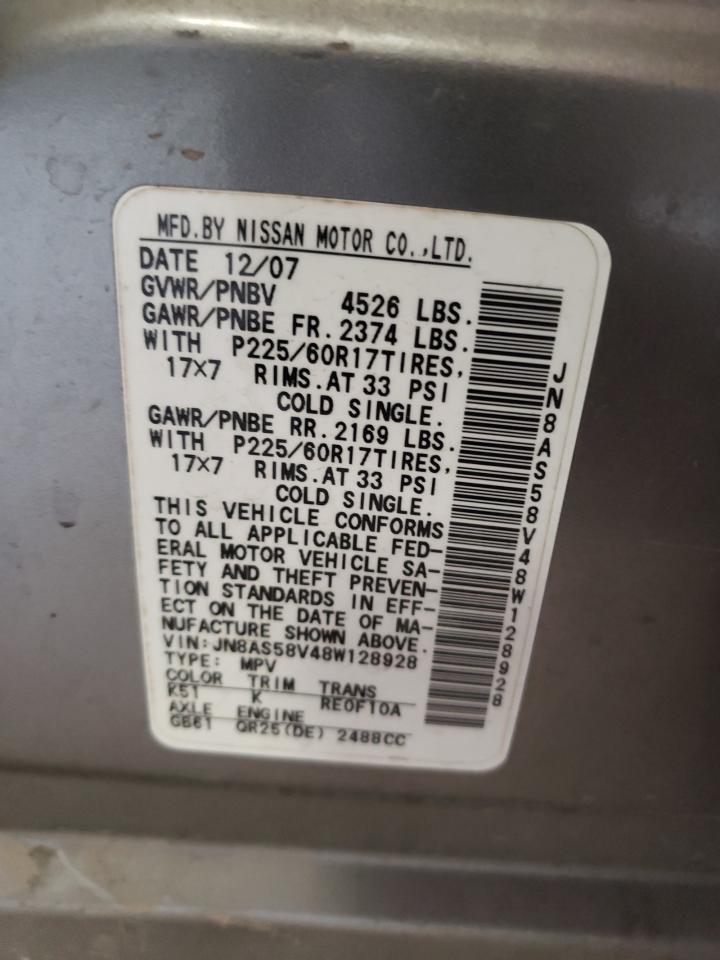 MFD.BY NISSAN MOTOR CO.,LTD.
DATE 12/07
GVWR/PNBV 4526 LBS.
GAWR/PNBE FR.2374 LBS.
WITH P225/60R17TIRES,
17X7 RIMS.AT 33 PSI
COLD SINGLE.
GAWR/PNBE RR.2169 LBS.
WITH P225/60R17TIRES,
17X7 RIMS.AT 33 PSI
COLD SINGLE.
THIS VEHICLE CONFORMS
TO ALL APPLICABLE FED-
ERAL MOTOR VEHICLE SA-
FETY AND THEFT PREVEN-
TION STANDARDS IN EFF-
ECT ON THE DATE OF MA-
NUFACTURE SHOWN ABOVE.
VIN:JN8AS58V48W128928
TYPE: MPV
COLOR TRIM TRANS
K51 K RE0F10A
AXLE ENGINE
GB61 QR25(DE) 2488CC
JN8AS58V48W128928